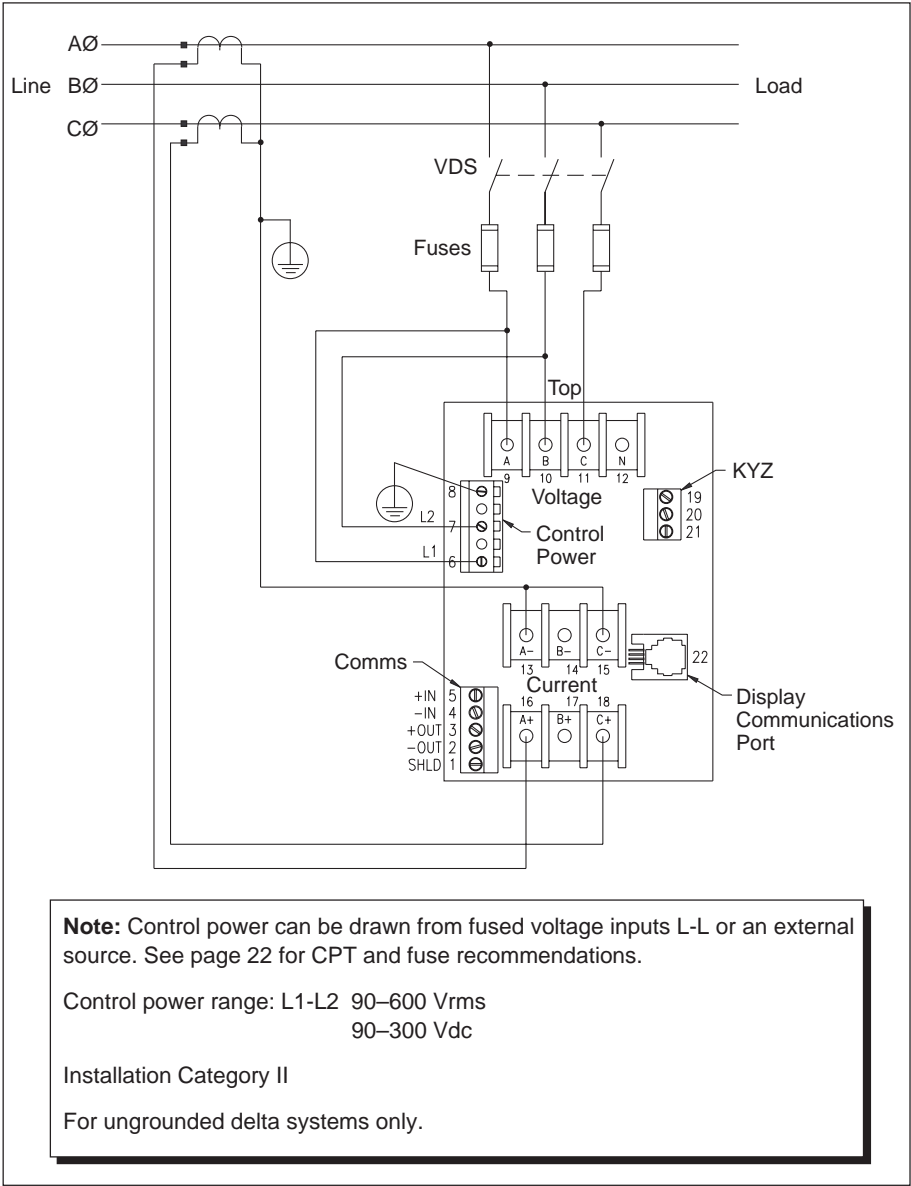 AØ
Line BØ Load
CØ
VDS
Fuses
Top
A B C N
9 10 11 12
Voltage
KYZ
19
20
21
8
L2
7
L1
6
Control
Power
A– B– C–
13 14 15
22
Comms
Current
16 17 18
Display
Communications
Port
+IN 5
–IN 4
+OUT 3
–OUT 2
SHLD 1
A+ B+ C+
Note: Control power can be drawn from fused voltage inputs L-L or an external
source. See page 22 for CPT and fuse recommendations.
Control power range: L1-L2 90–600 Vrms
90–300 Vdc
Installation Category II
For ungrounded delta systems only.